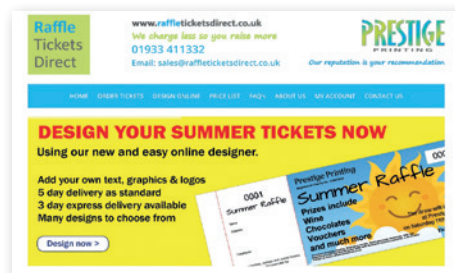 Raffle
Tickets
Direct
www.raffleticketsdirect.co.uk
We charge less so you raise more
01933 411332
Email: sales@raffleticketsdirect.co.uk
PRESTIGE
PRINTING
Our reputation is your recommendation
HOME ORDER TICKETS DESIGN ONLINE PRICE LIST FAQ's ABOUT US MY ACCOUNT CONTACT US
DESIGN YOUR SUMMER TICKETS NOW
Using our new and easy online designer.
Add your own text, graphics & logos
5 day delivery as standard
3 day express delivery available
Many designs to choose from
Design now >
0001
Summer Raffle
Prestige Printing
Summer Raffle
Prizes include
Wine
Chocolates
Vouchers
and much more
000